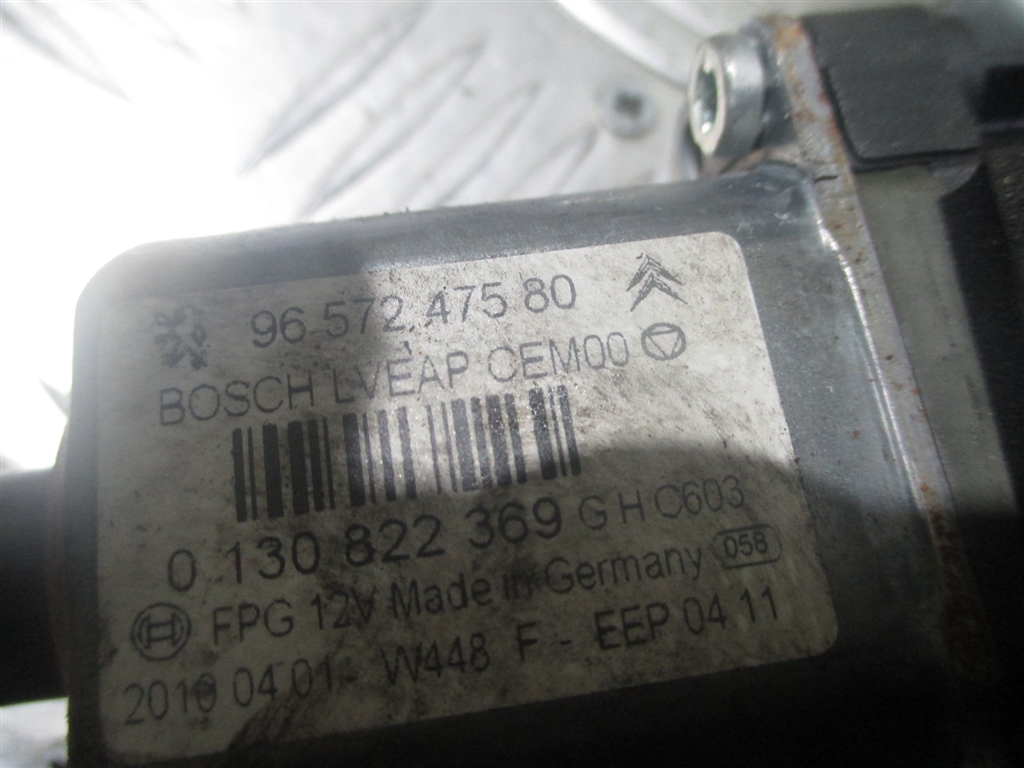 96 572 475 80
BOSCH LVEAP CEM00
0 130 822 369 G H C603
FPG 12V Made in Germany 058
2010 04 01 - W448 F - EEP 04 11